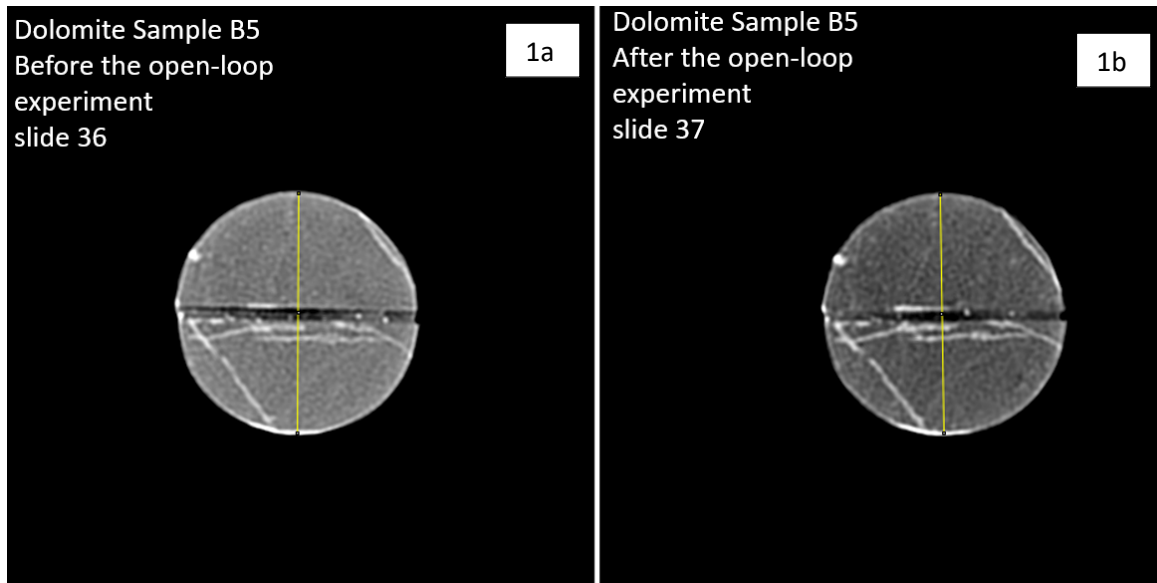 Dolomite Sample B5
Before the open-loop
experiment
slide 36
1a
Dolomite Sample B5
After the open-loop
experiment
slide 37
1b